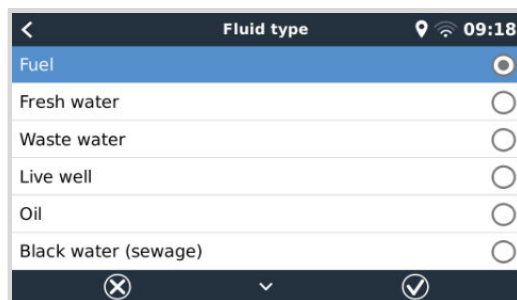 Fluid type 09:18
Fuel
Fresh water
Waste water
Live well
Oil
Black water (sewage)